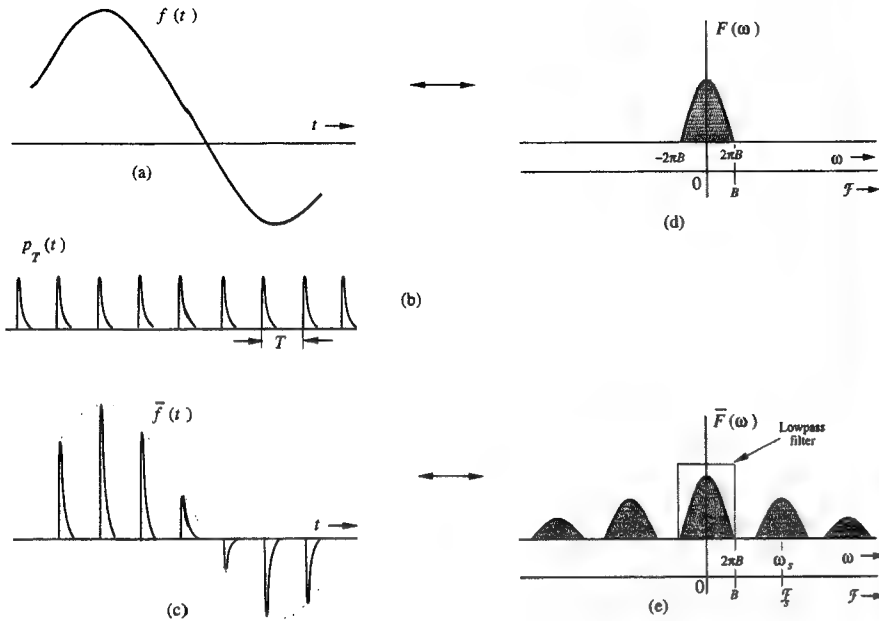 f(t)
t
(a)
F(ω)
−2πB
2πB
ω
0
B
ℱ
(d)
p_T(t)
T
(b)
f̅(t)
t
(c)
F̅(ω)
Lowpass
filter
2πB
ω_s
ω
0
B
ℱ_s
ℱ
(e)